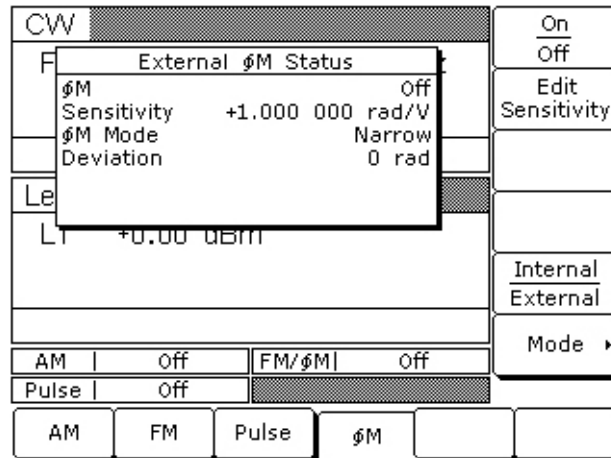 CW
F
External ϕM Status
ϕM Off
Sensitivity +1.000 000 rad/V
ϕM Mode Narrow
Deviation 0 rad
Le
L1 +0.00 dBm
On
Off
Edit
Sensitivity
Internal
External
Mode
AM | Off FM/ϕM| Off
Pulse | Off
AM FM Pulse ϕM